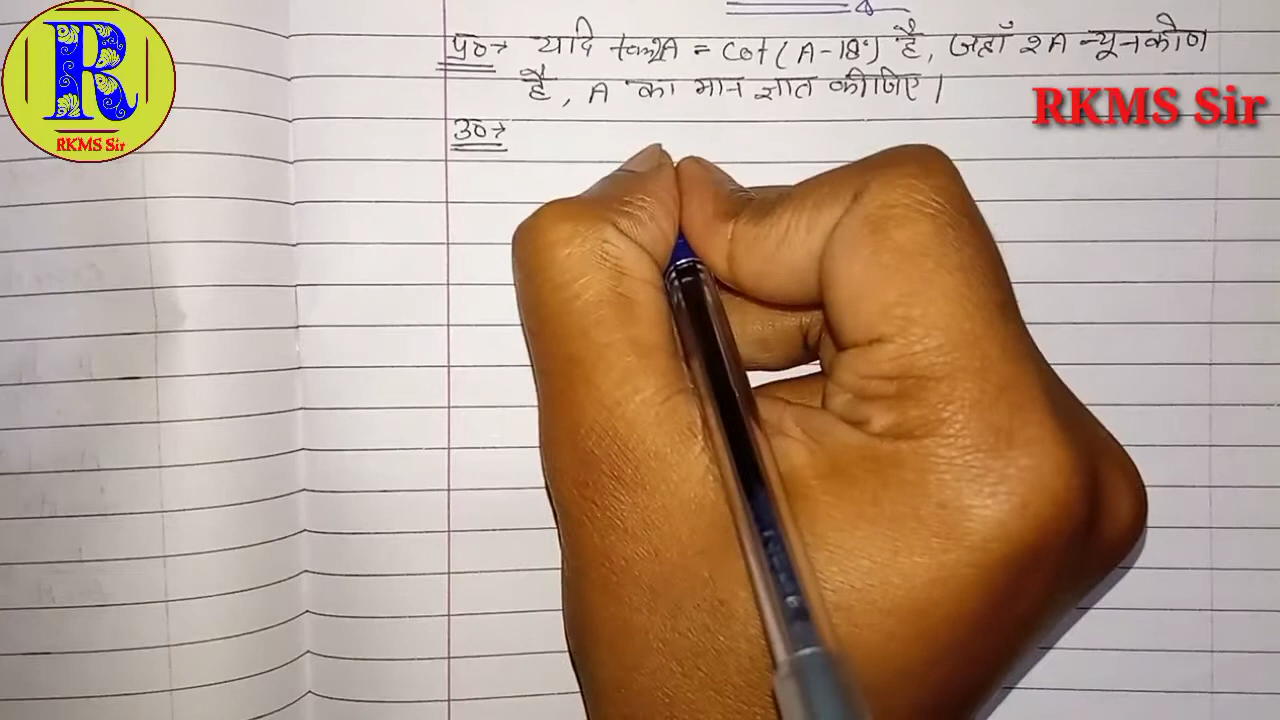 प्र०→ यदि tan2A = Cot (A-18°) है, जहाँ 2A न्यूनकोण
है, A का मान ज्ञात कीजिए।
उ०→
R
RKMS Sir
RKMS Sir